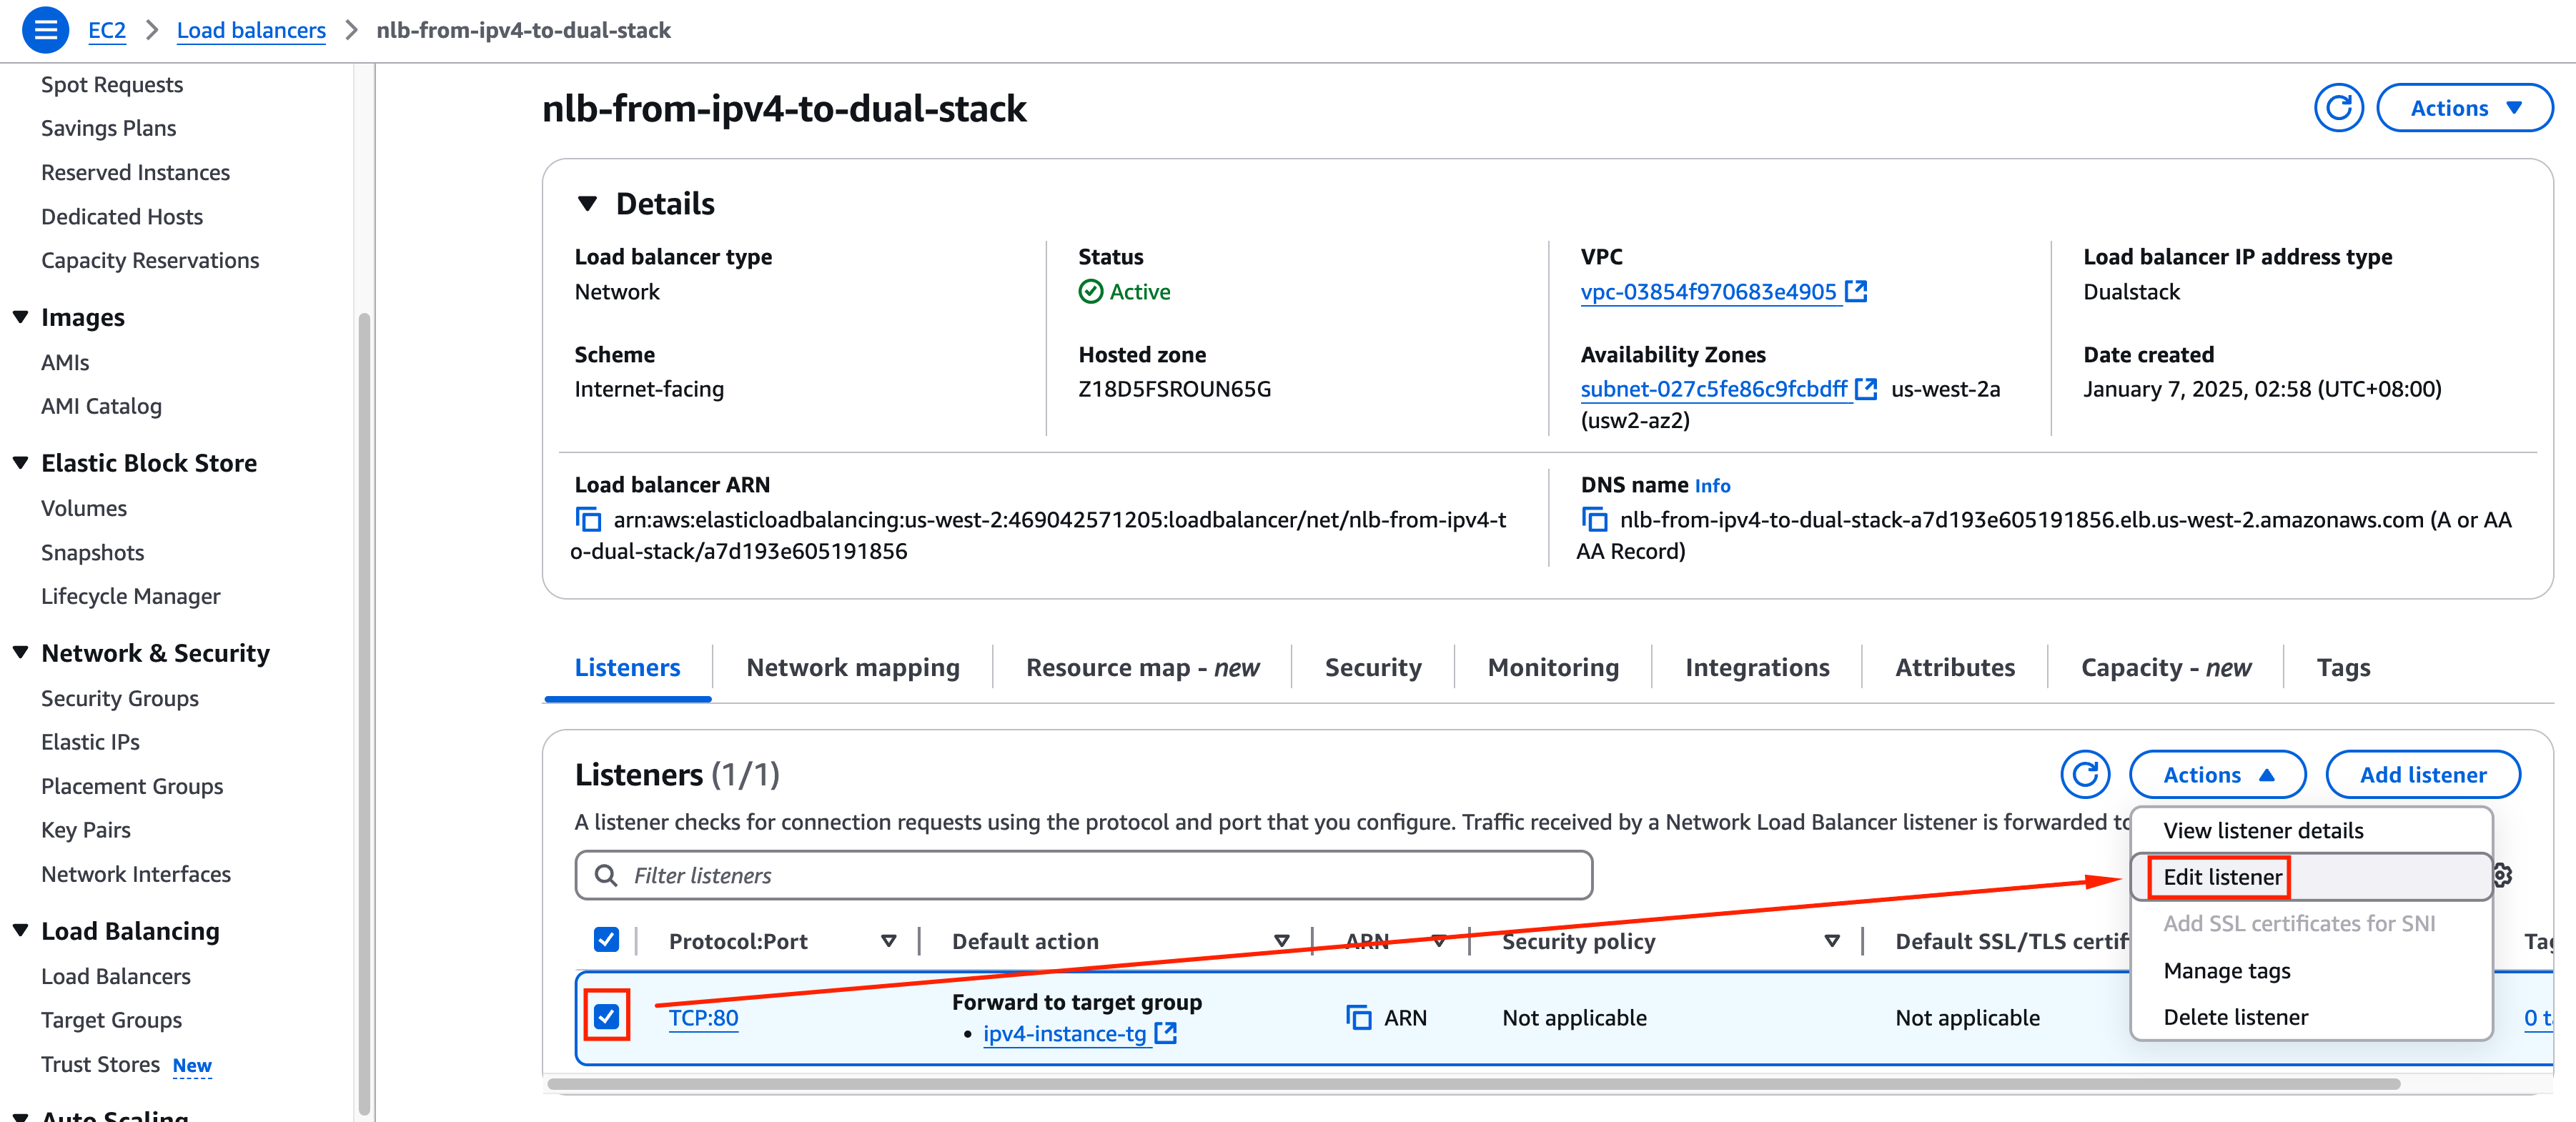 EC2 > Load balancers > nlb-from-ipv4-to-dual-stack
Spot Requests
Savings Plans
Reserved Instances
Dedicated Hosts
Capacity Reservations
Images
AMIs
AMI Catalog
Elastic Block Store
Volumes
Snapshots
Lifecycle Manager
Network & Security
Security Groups
Elastic IPs
Placement Groups
Key Pairs
Network Interfaces
Load Balancing
Load Balancers
Target Groups
Trust Stores New
Auto Scaling
nlb-from-ipv4-to-dual-stack
Actions
Details
Load balancer type
Network
Status
Active
VPC
vpc-03854f970683e4905
Load balancer IP address type
Dualstack
Scheme
Internet-facing
Hosted zone
Z18D5FSROUN65G
Availability Zones
subnet-027c5fe86c9fcbdff us-west-2a
(usw2-az2)
Date created
January 7, 2025, 02:58 (UTC+08:00)
Load balancer ARN
arn:aws:elasticloadbalancing:us-west-2:469042571205:loadbalancer/net/nlb-from-ipv4-t
o-dual-stack/a7d193e605191856
DNS name Info
nlb-from-ipv4-to-dual-stack-a7d193e605191856.elb.us-west-2.amazonaws.com (A or AA
AA Record)
Listeners Network mapping Resource map - new Security Monitoring Integrations Attributes Capacity - new Tags
Listeners (1/1)
Actions
Add listener
A listener checks for connection requests using the protocol and port that you configure. Traffic received by a Network Load Balancer listener is forwarded
View listener details
Edit listener
Add SSL certificates for SNI
Manage tags
Delete listener
Filter listeners
Protocol:Port Default action ARN Security policy Default SSL/TLS certif
TCP:80
Forward to target group
• ipv4-instance-tg
ARN
Not applicable
Not applicable
0 t